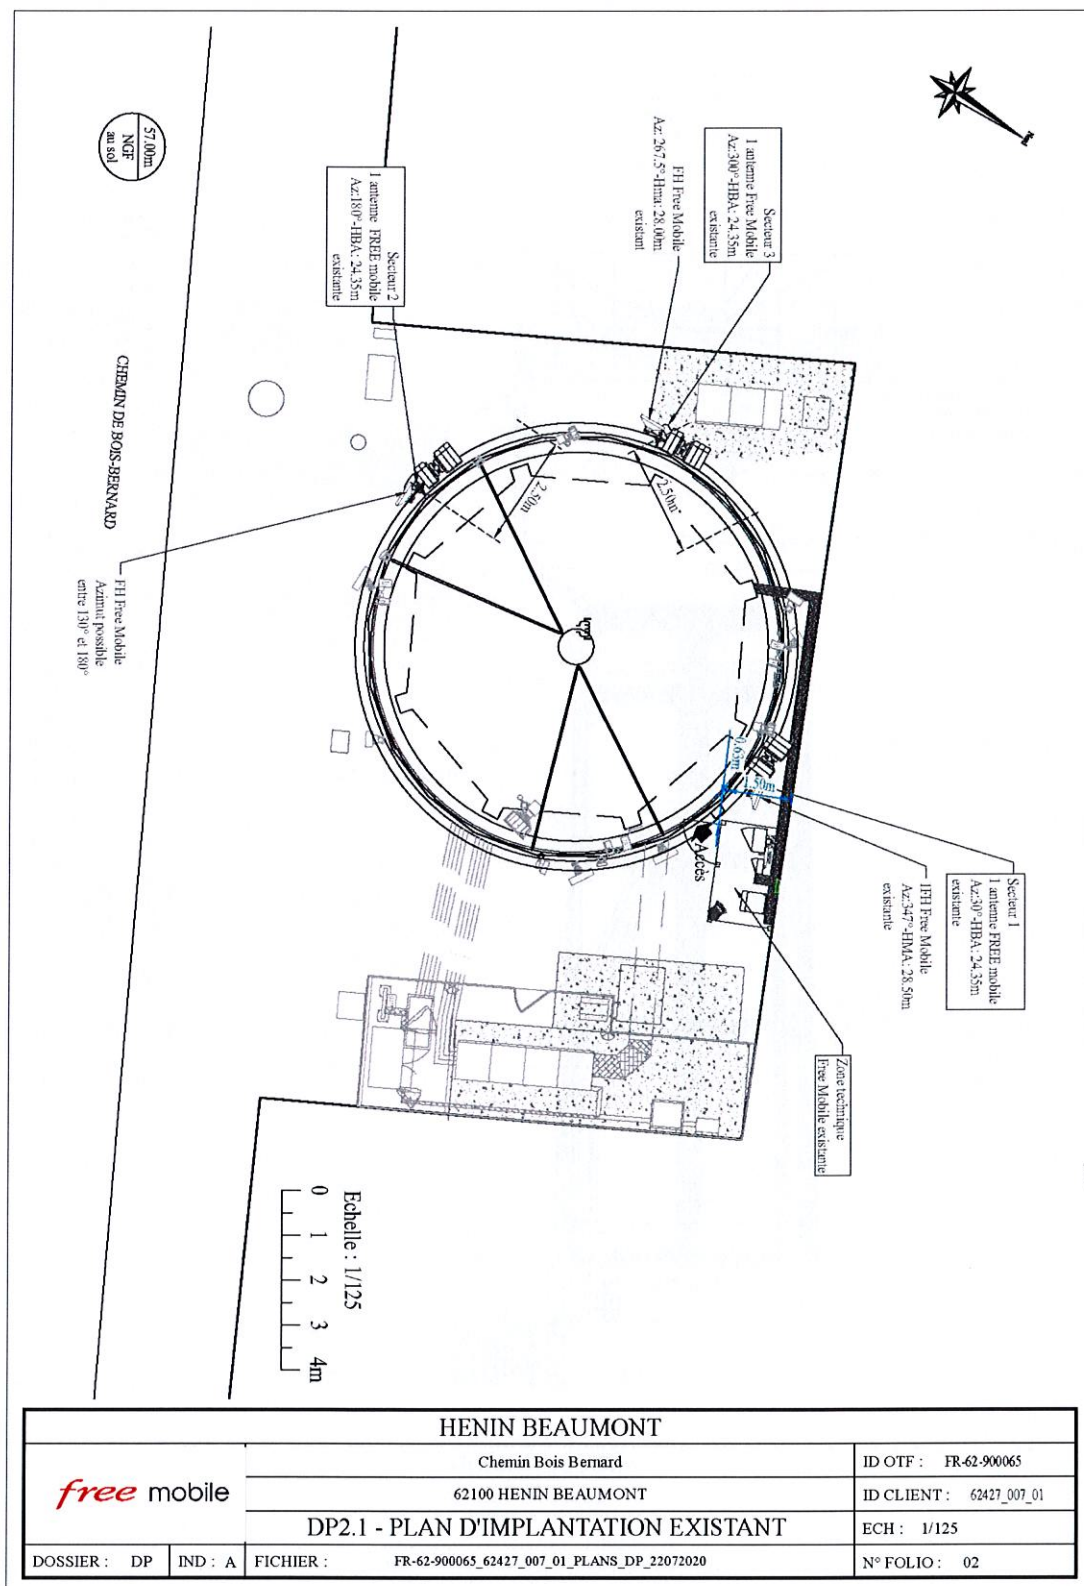 Nord
57.00m
NGF
au sol
Secteur 3
1 antenne Free Mobile
Az:300°-HBA: 24.35m
existante
FH Free Mobile
Az: 267.5°-Hma: 28.00m
existant
Secteur 2
1 antenne FREE mobile
Az:180°-HBA: 24.35m
existante
CHEMIN DE BOIS-BERNARD
FH Free Mobile
Azimut possible
entre 130° et 180°
2.50m
2.50m
0.63m
1.50m
Accès
Secteur 1
1 antenne FREE mobile
Az:30°-HBA: 24.35m
existante
1FH Free Mobile
Az:347°-HMA: 28.50m
existante
Zone technique
Free Mobile existante
Echelle : 1/125
0 1 2 3 4m
HENIN BEAUMONT
free mobile
Chemin Bois Bernard
ID OTF : FR-62-900065
62100 HENIN BEAUMONT
ID CLIENT : 62427_007_01
DP2.1 - PLAN D'IMPLANTATION EXISTANT
ECH : 1/125
DOSSIER : DP IND : A FICHIER : FR-62-900065_62427_007_01_PLANS_DP_22072020
N° FOLIO : 02